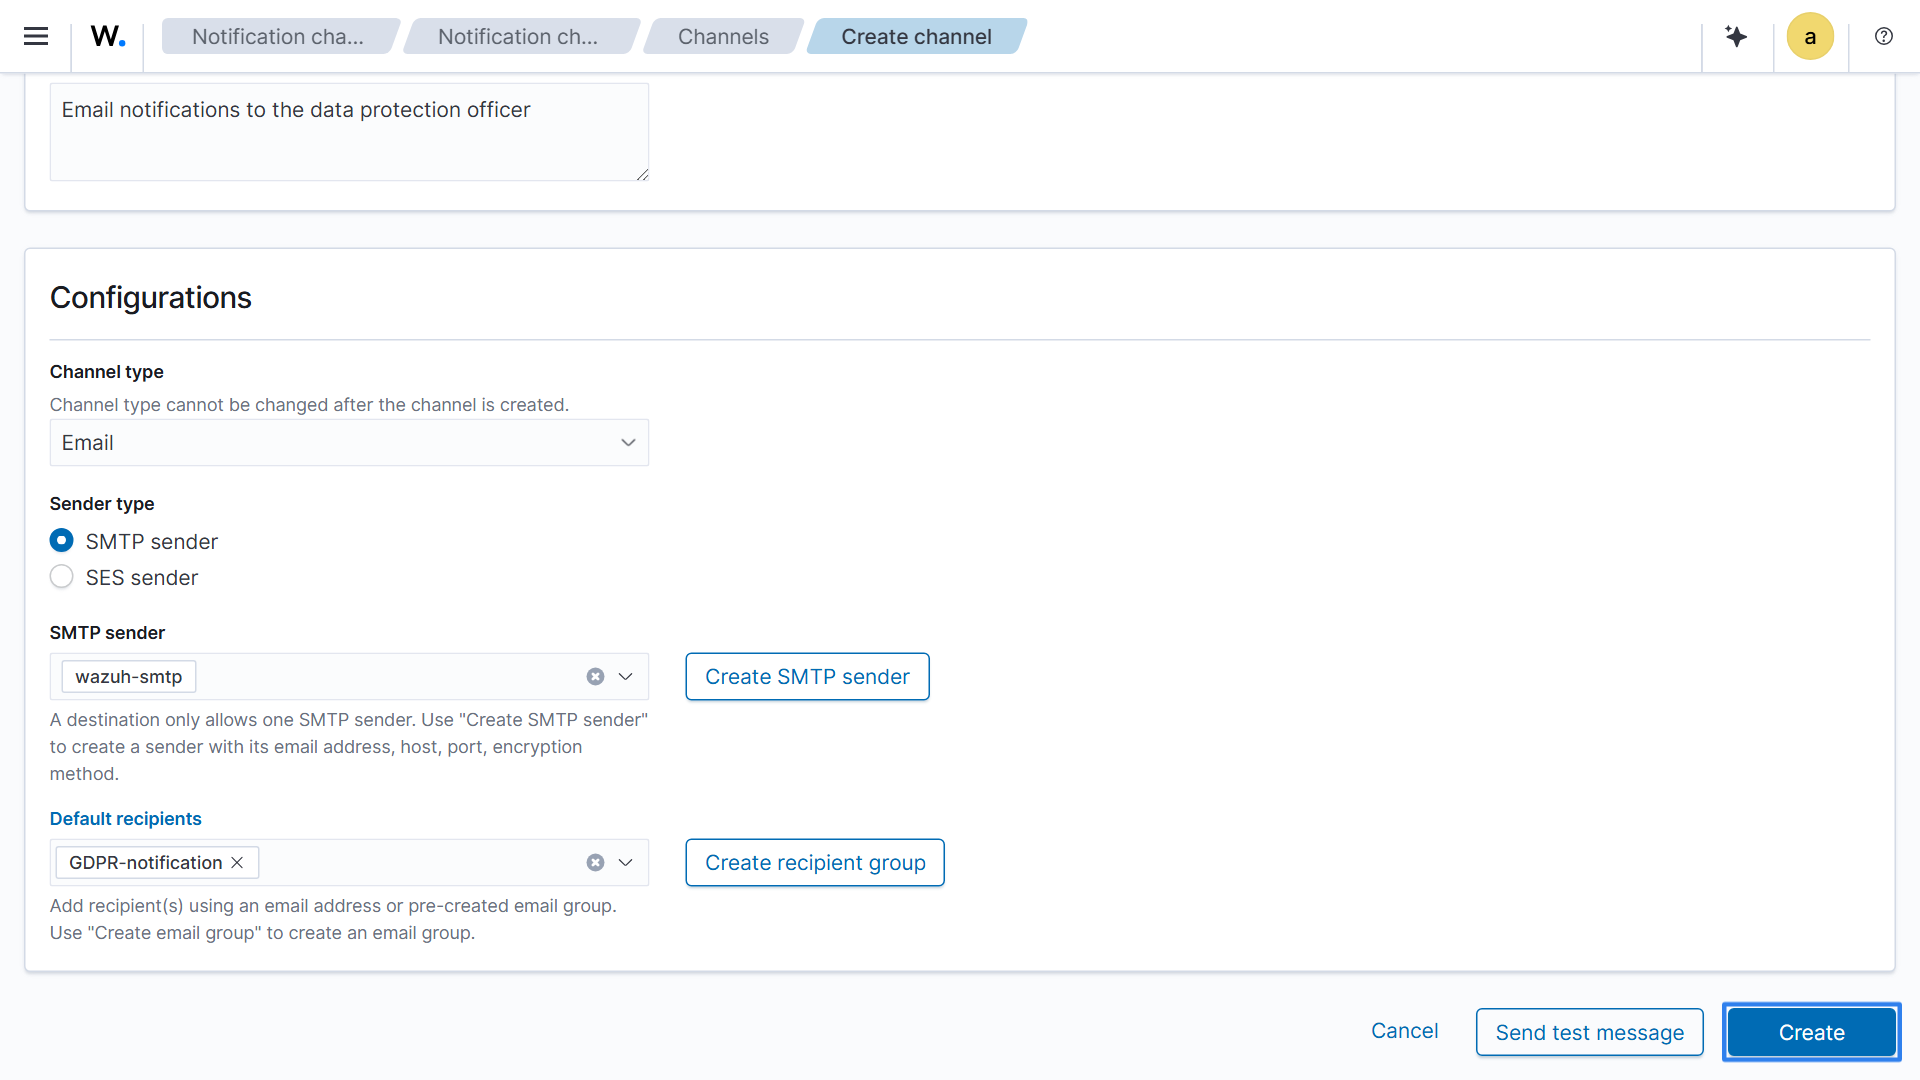 W.
Notification cha...
Notification ch...
Channels
Create channel
a
Email notifications to the data protection officer
Configurations
Channel type
Channel type cannot be changed after the channel is created.
Email
Sender type
SMTP sender
SES sender
SMTP sender
wazuh-smtp
Create SMTP sender
A destination only allows one SMTP sender. Use "Create SMTP sender"
to create a sender with its email address, host, port, encryption
method.
Default recipients
GDPR-notification
Create recipient group
Add recipient(s) using an email address or pre-created email group.
Use "Create email group" to create an email group.
Cancel
Send test message
Create